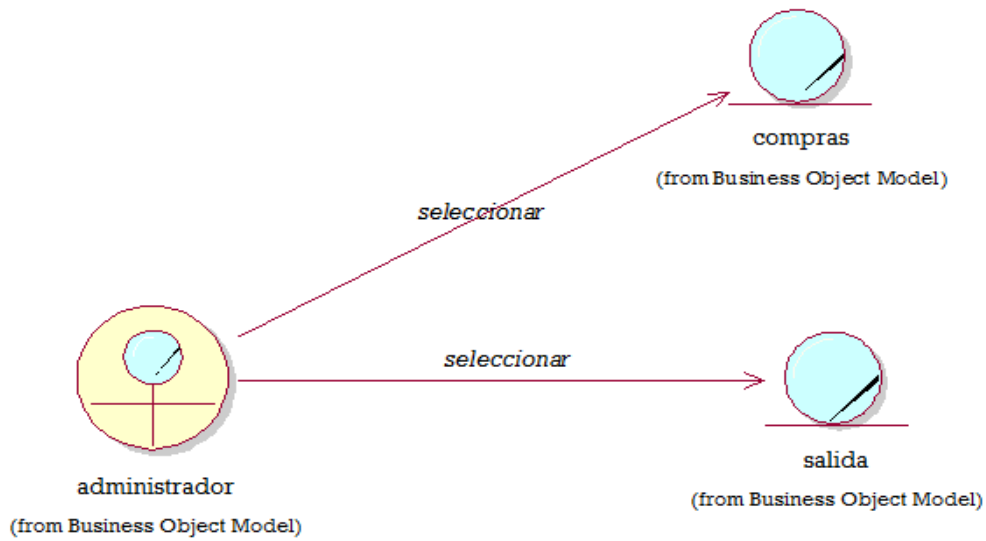 compras
(from Business Object Model)
seleccionar
seleccionar
salida
(from Business Object Model)
administrador
(from Business Object Model)